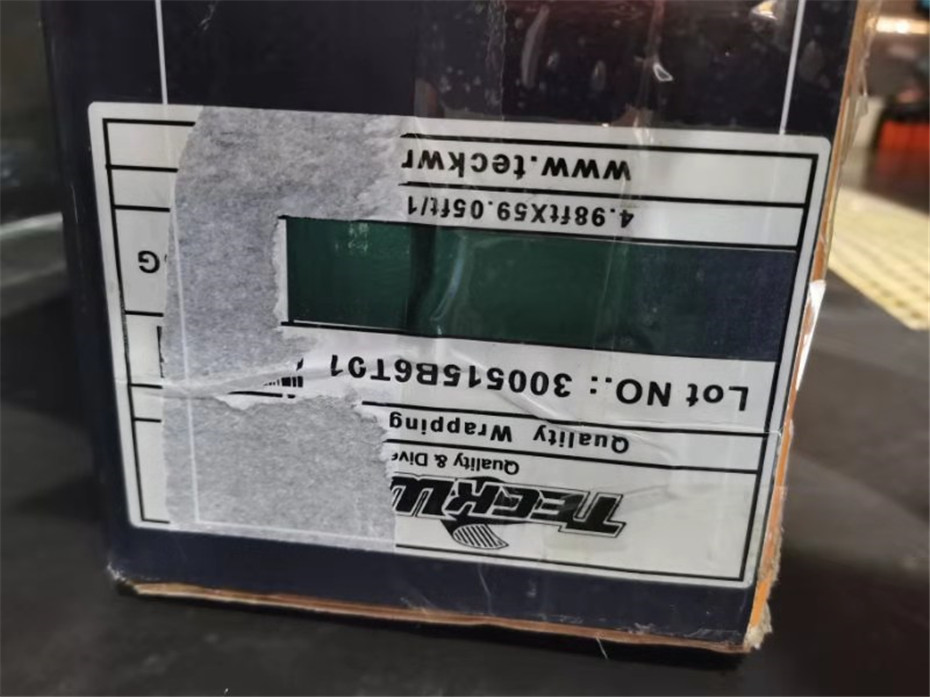 TECKW
Quality & Dive
Quality Wrapping
Lot NO.: 300515B6T01
G
4.98ftX59.05ft/1
www.teckwr